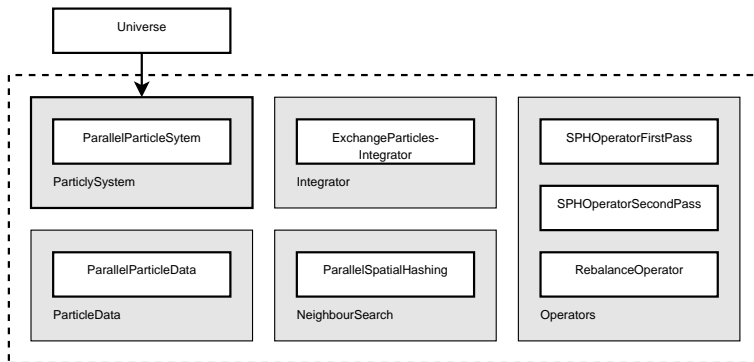 Universe
ParallelParticleSytem
ParticlySystem
ExchangeParticles-
Integrator
Integrator
SPHOperatorFirstPass
SPHOperatorSecondPass
RebalanceOperator
Operators
ParallelParticleData
ParticleData
ParallelSpatialHashing
NeighbourSearch